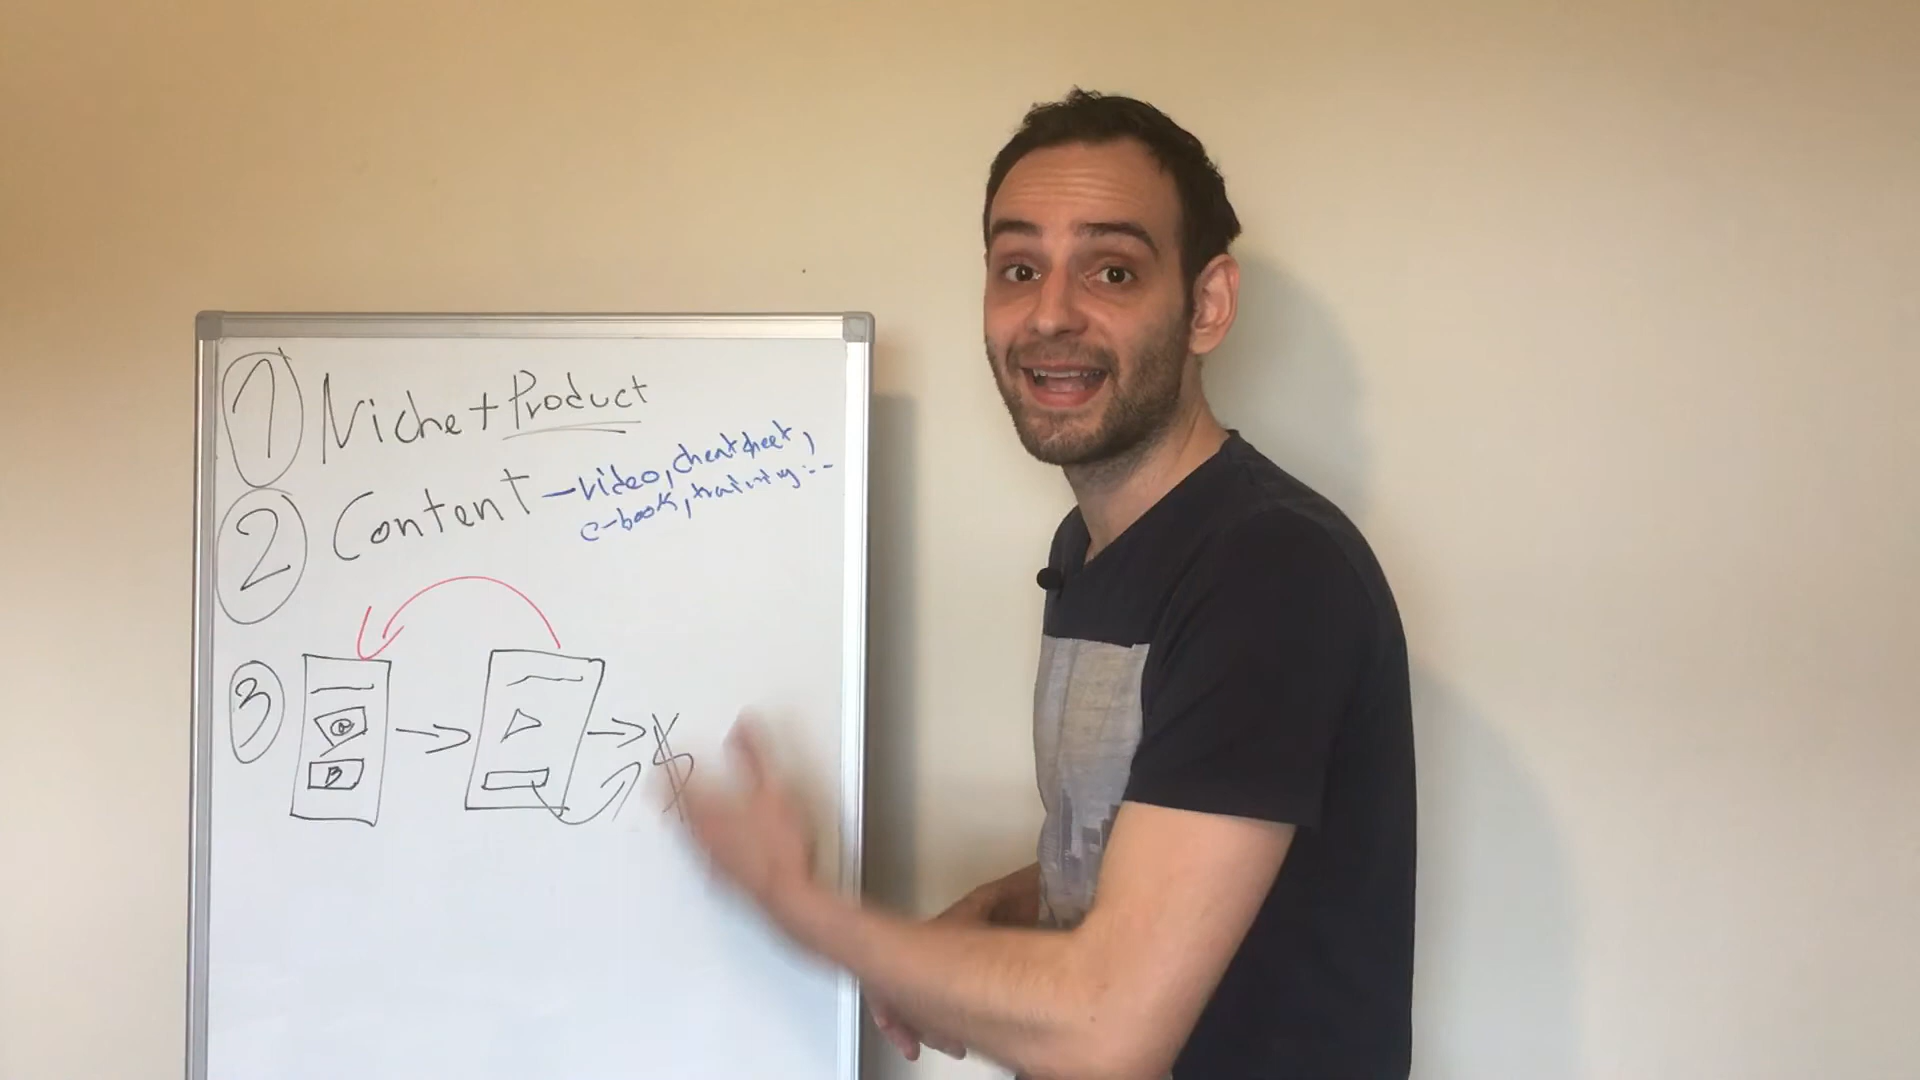 1 Niche + Product
2 Content - video, cheatsheet,
e-book, training...
3
$